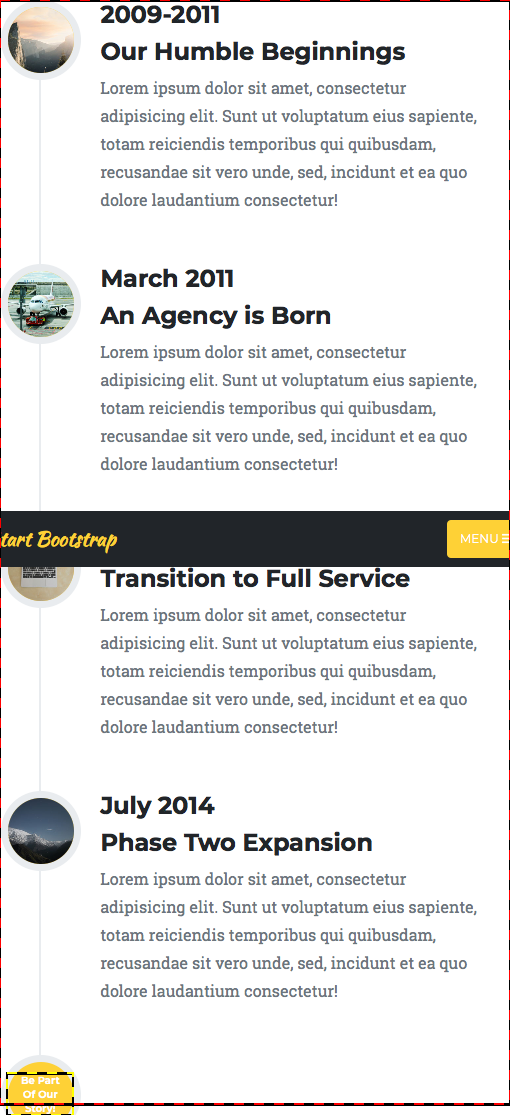 2009-2011
Our Humble Beginnings
Lorem ipsum dolor sit amet, consectetur
adipisicing elit. Sunt ut voluptatum eius sapiente,
totam reiciendis temporibus qui quibusdam,
recusandae sit vero unde, sed, incidunt et ea quo
dolore laudantium consectetur!
March 2011
An Agency is Born
Lorem ipsum dolor sit amet, consectetur
adipisicing elit. Sunt ut voluptatum eius sapiente,
totam reiciendis temporibus qui quibusdam,
recusandae sit vero unde, sed, incidunt et ea quo
dolore laudantium consectetur!
tart Bootstrap
MENU
Transition to Full Service
Lorem ipsum dolor sit amet, consectetur
adipisicing elit. Sunt ut voluptatum eius sapiente,
totam reiciendis temporibus qui quibusdam,
recusandae sit vero unde, sed, incidunt et ea quo
dolore laudantium consectetur!
July 2014
Phase Two Expansion
Lorem ipsum dolor sit amet, consectetur
adipisicing elit. Sunt ut voluptatum eius sapiente,
totam reiciendis temporibus qui quibusdam,
recusandae sit vero unde, sed, incidunt et ea quo
dolore laudantium consectetur!
Be Part
Of Our
Story!